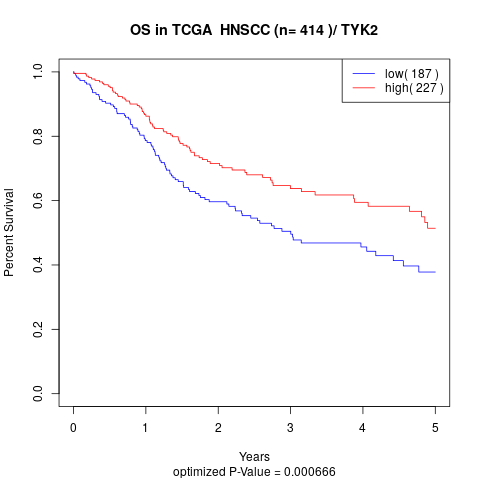 OS in TCGA  HNSCC (n= 414 )/ TYK2
low( 187 )
high( 227 )
Percent Survival
1.0
0.8
0.6
0.4
0.2
0.0
0 1 2 3 4 5
Years
optimized P-Value = 0.000666